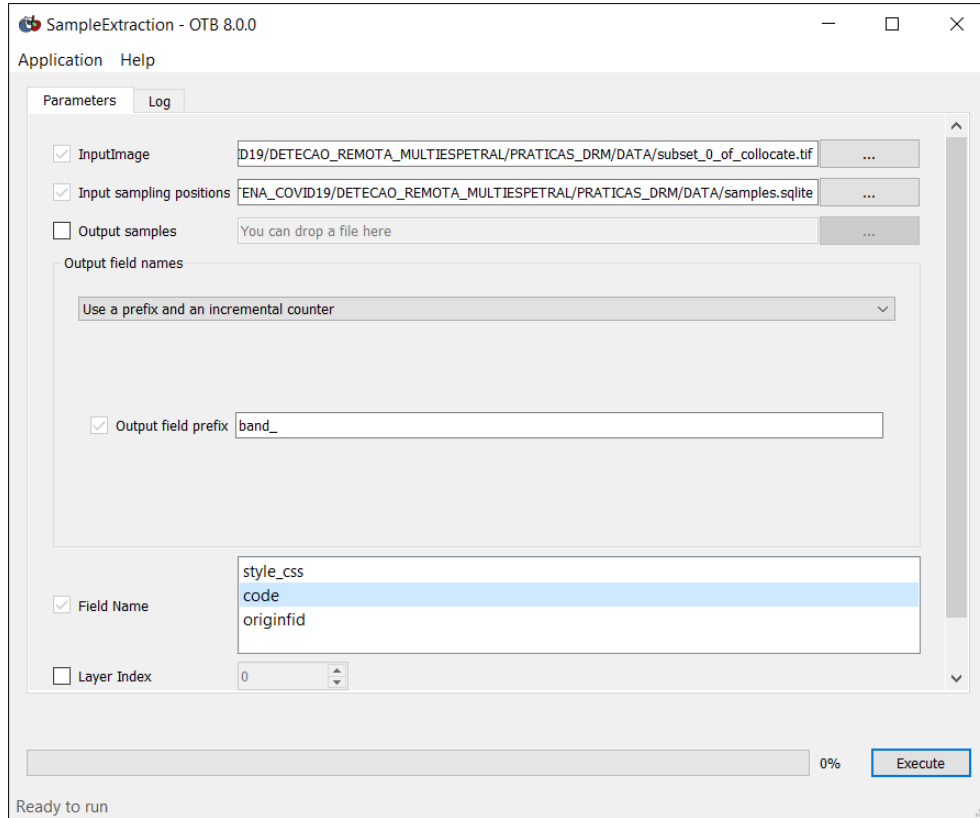 SampleExtraction - OTB 8.0.0
Application Help
Parameters Log
InputImage ID19/DETECAO_REMOTA_MULTIESPETRAL/PRATICAS_DRM/DATA/subset_0_of_collocate.tif ...
Input sampling positions TENA_COVID19/DETECAO_REMOTA_MULTIESPETRAL/PRATICAS_DRM/DATA/samples.sqlite ...
Output samples You can drop a file here ...
Output field names
Use a prefix and an incremental counter
Output field prefix band_
style_css
code
Field Name
originfid
Layer Index 0
0% Execute
Ready to run